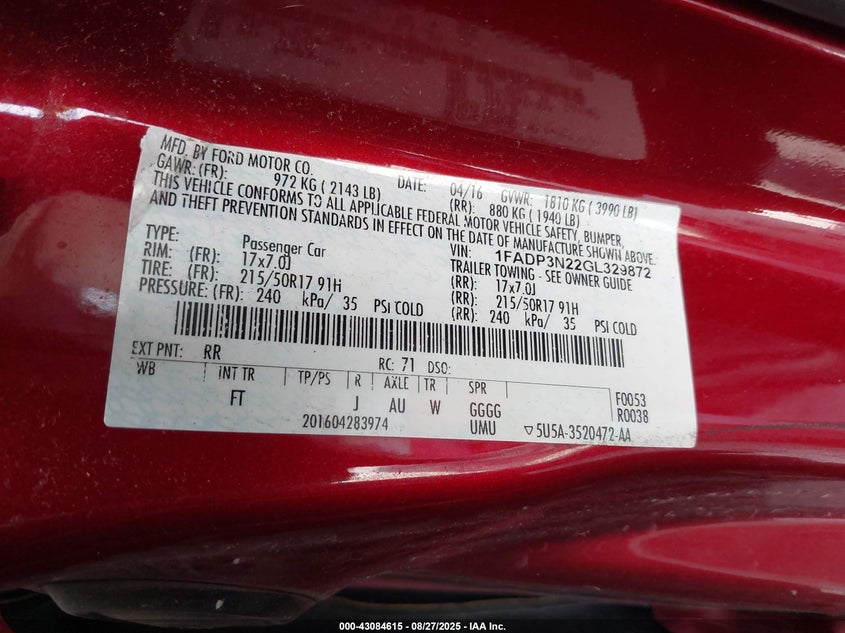 MFD. BY FORD MOTOR CO.
DATE: 04/16 GVWR: 1810 KG ( 3990 LB)
GAWR: (FR): 972 KG ( 2143 LB) (RR): 880 KG ( 1940 LB)
THIS VEHICLE CONFORMS TO ALL APPLICABLE FEDERAL MOTOR VEHICLE SAFETY, BUMPER,
AND THEFT PREVENTION STANDARDS IN EFFECT ON THE DATE OF MANUFACTURE SHOWN ABOVE.
VIN: 1FADP3N22GL329872
TYPE: Passenger Car TRAILER TOWING - SEE OWNER GUIDE
RIM: (FR): 17x7.0J (RR): 17x7.0J
TIRE: (FR): 215/50R17 91H (RR): 215/50R17 91H
PRESSURE: (FR): 240 kPa/ 35 PSI COLD (RR): 240 kPa/ 35 PSI COLD
EXT PNT: RR RC: 71 DSO:
WB INT TR TP/PS R AXLE TR SPR
FT J AU W GGGG F0053
R0038
201604283974 UMU ▽5U5A-3520472-AA
000-43084615 - 08/27/2025 - IAA Inc.